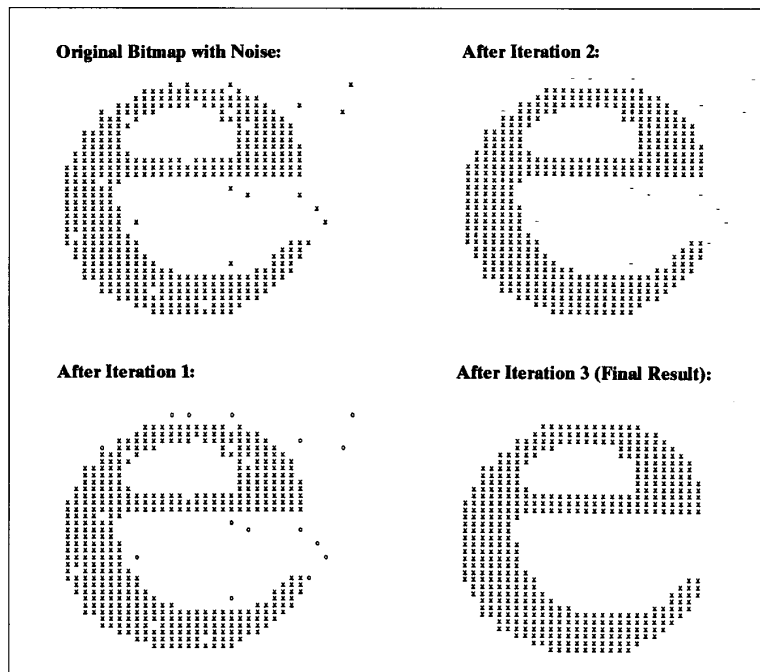 Original Bitmap with Noise:
After Iteration 2:
After Iteration 1:
After Iteration 3 (Final Result):